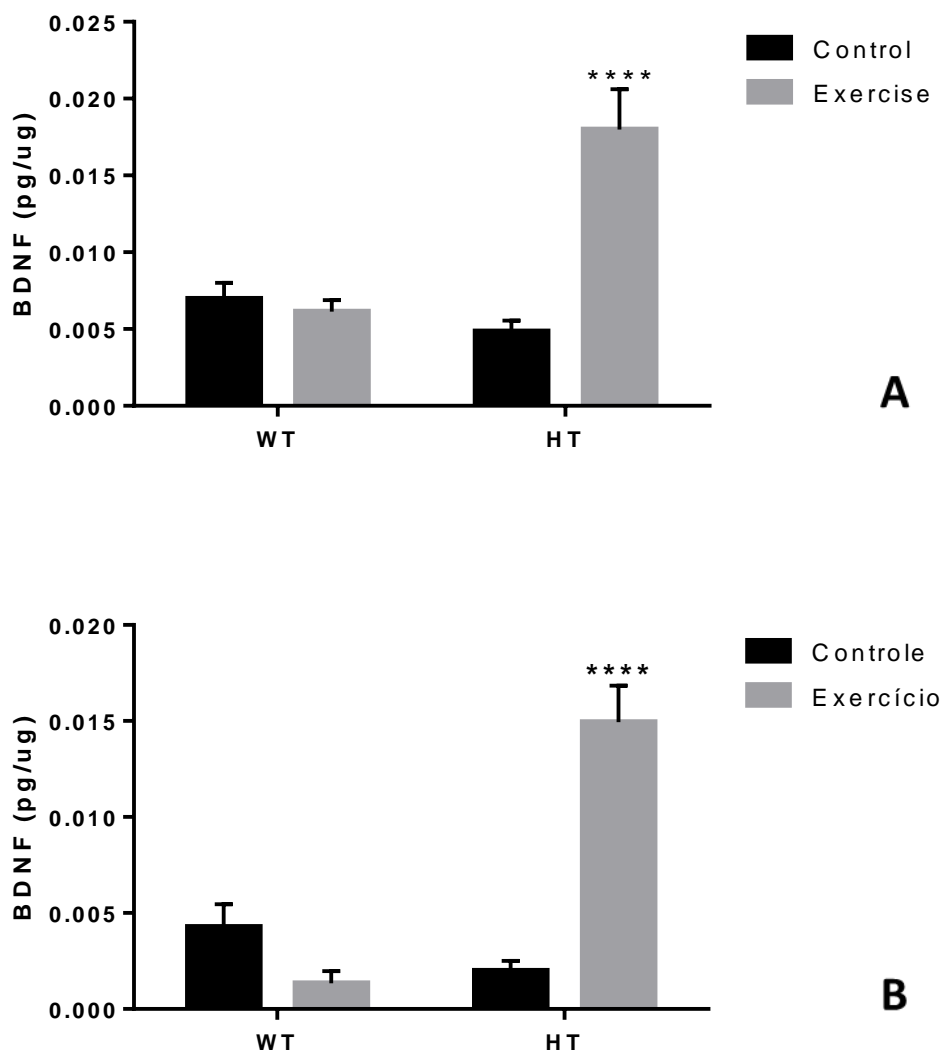 0.025
0.020
0.015
0.010
0.005
0.000
BDNF (pg/ug)
****
WT
HT
Control
Exercise
A
0.020
0.015
0.010
0.005
0.000
BDNF (pg/ug)
****
WT
HT
Controle
Exercício
B